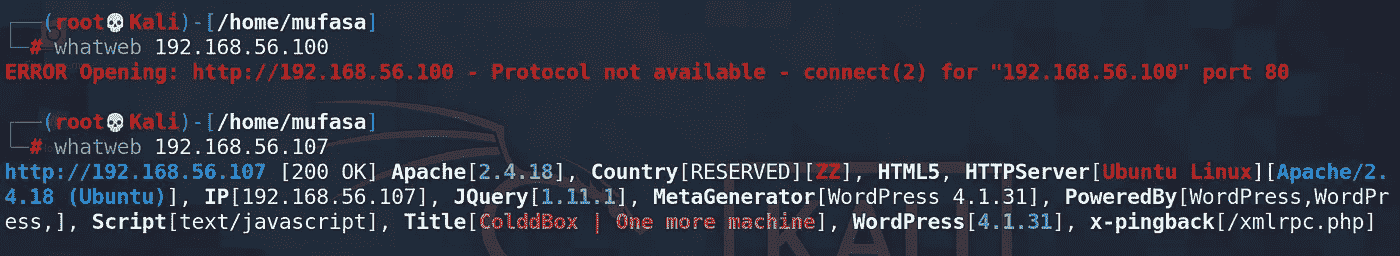 (root💀Kali)-[/home/mufasa]
# whatweb 192.168.56.100
ERROR Opening: http://192.168.56.100 - Protocol not available - connect(2) for "192.168.56.100" port 80
(root💀Kali)-[/home/mufasa]
# whatweb 192.168.56.107
http://192.168.56.107 [200 OK] Apache[2.4.18], Country[RESERVED][ZZ], HTML5, HTTPServer[Ubuntu Linux][Apache/2.
4.18 (Ubuntu)], IP[192.168.56.107], JQuery[1.11.1], MetaGenerator[WordPress 4.1.31], PoweredBy[WordPress,WordPr
ess,], Script[text/javascript], Title[ColddBox | One more machine], WordPress[4.1.31], x-pingback[/xmlrpc.php]
KALI